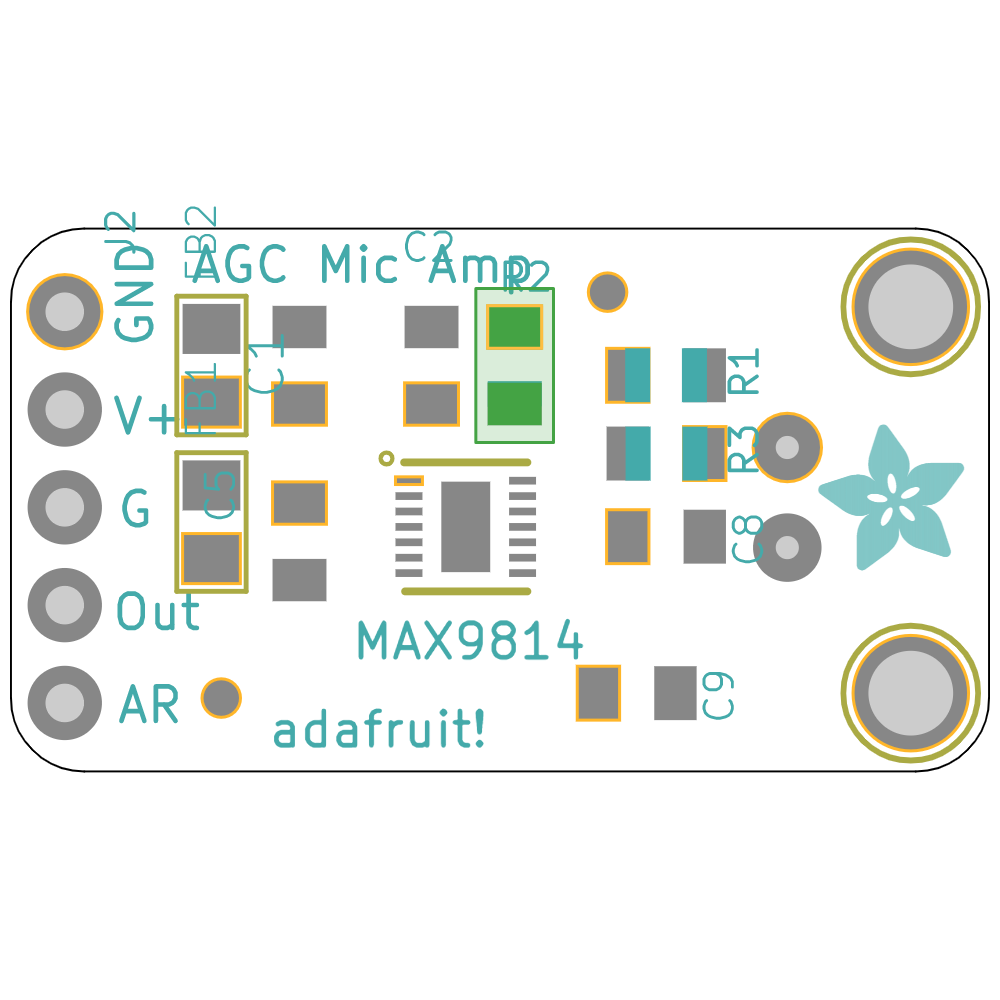 J2
FB2
C2
GND
AGC Mic Amp
R2
C1
R1
FB1
V+
R3
C5
G
C8
Out
MAX9814
AR
C9
adafruit!